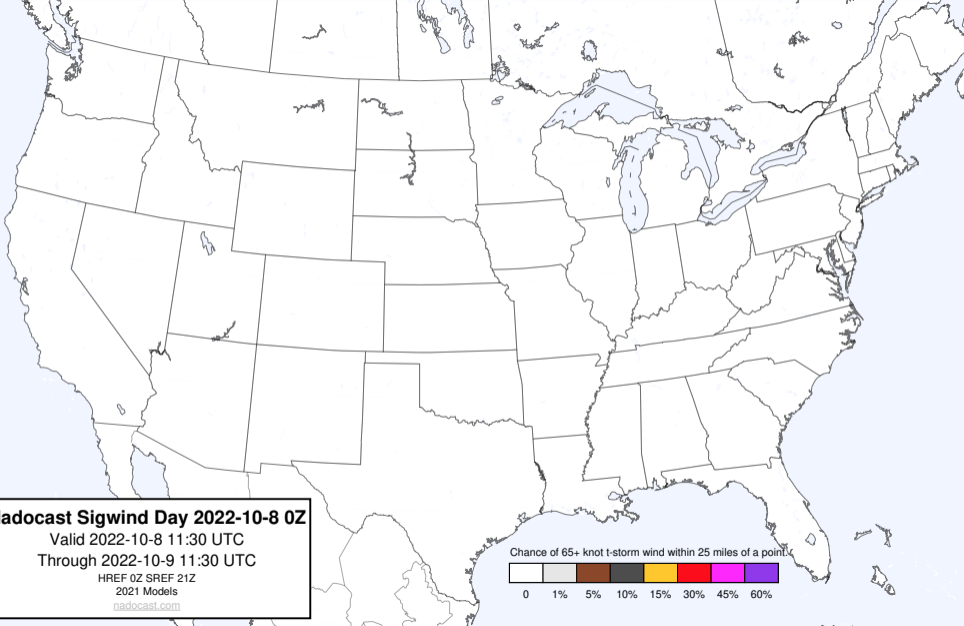 adocast Sigwind Day 2022-10-8 0Z
Valid 2022-10-8 11:30 UTC
Through 2022-10-9 11:30 UTC
HREF 0Z SREF 21Z
2021 Models
nadocast.com
Chance of 65+ knot t-storm wind within 25 miles of a point.
0 1% 5% 10% 15% 30% 45% 60%